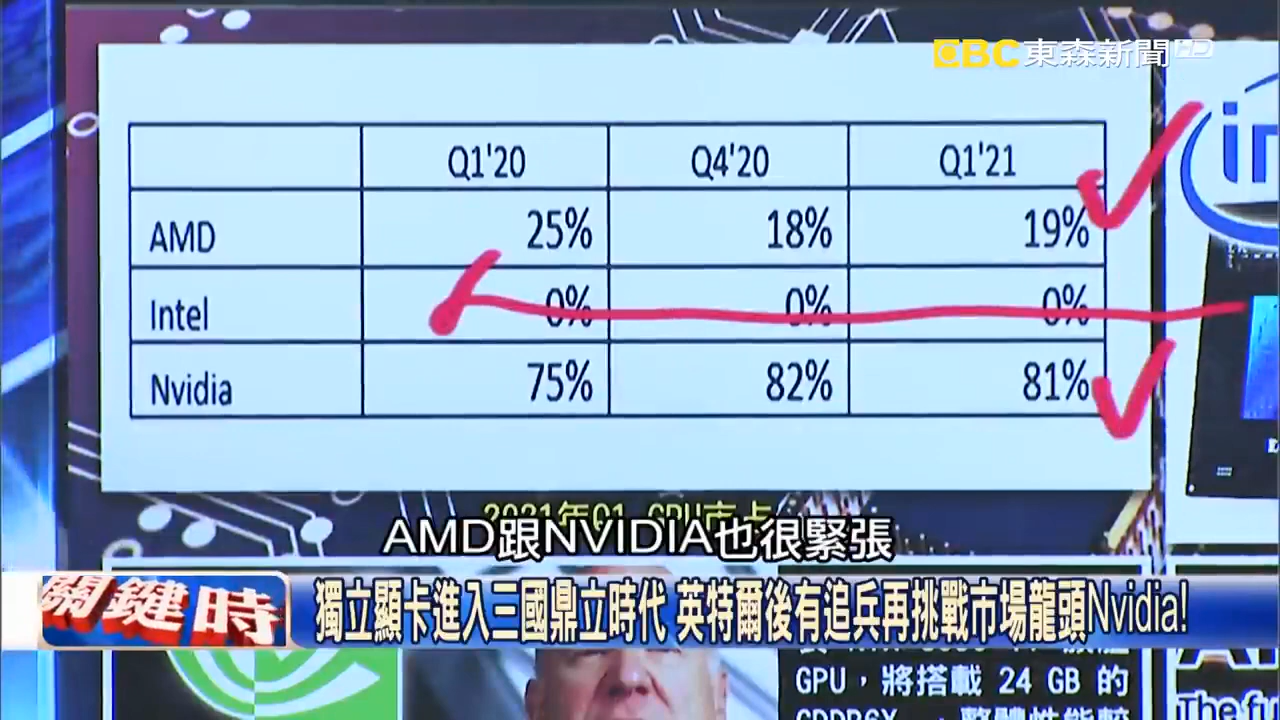 EBC 東森新聞 HD
Q1'20 Q4'20 Q1'21
AMD 25% 18% 19%
Intel 0% 0% 0%
Nvidia 75% 82% 81%
AMD跟NVIDIA也很緊張
關鍵時
獨立顯卡進入三國鼎立時代 英特爾後有追兵再挑戰市場龍頭Nvidia!
GPU，將搭載 24 GB 的